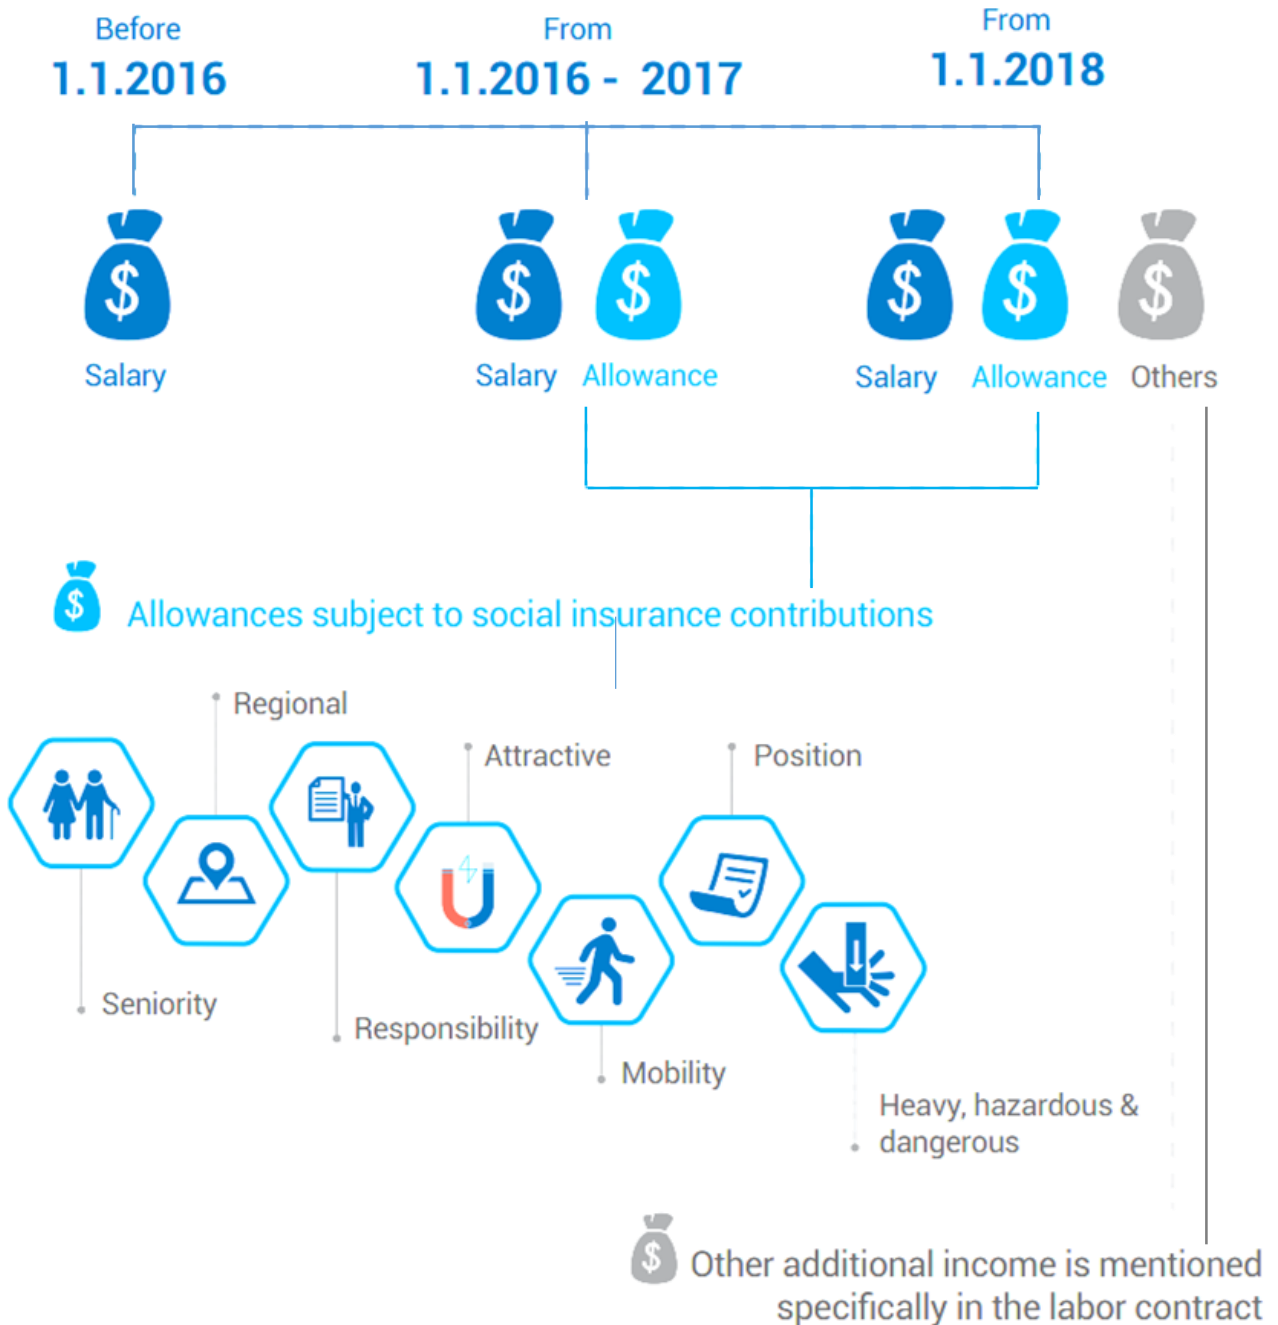 Before
1.1.2016
From
1.1.2016 - 2017
From
1.1.2018
$
$
$
$
$
$
Salary
Salary
Allowance
Salary
Allowance
Others
$
Allowances subject to social insurance contributions
Regional
Attractive
Position
Seniority
Responsibility
Mobility
Heavy, hazardous &
dangerous
$
Other additional income is mentioned
specifically in the labor contract